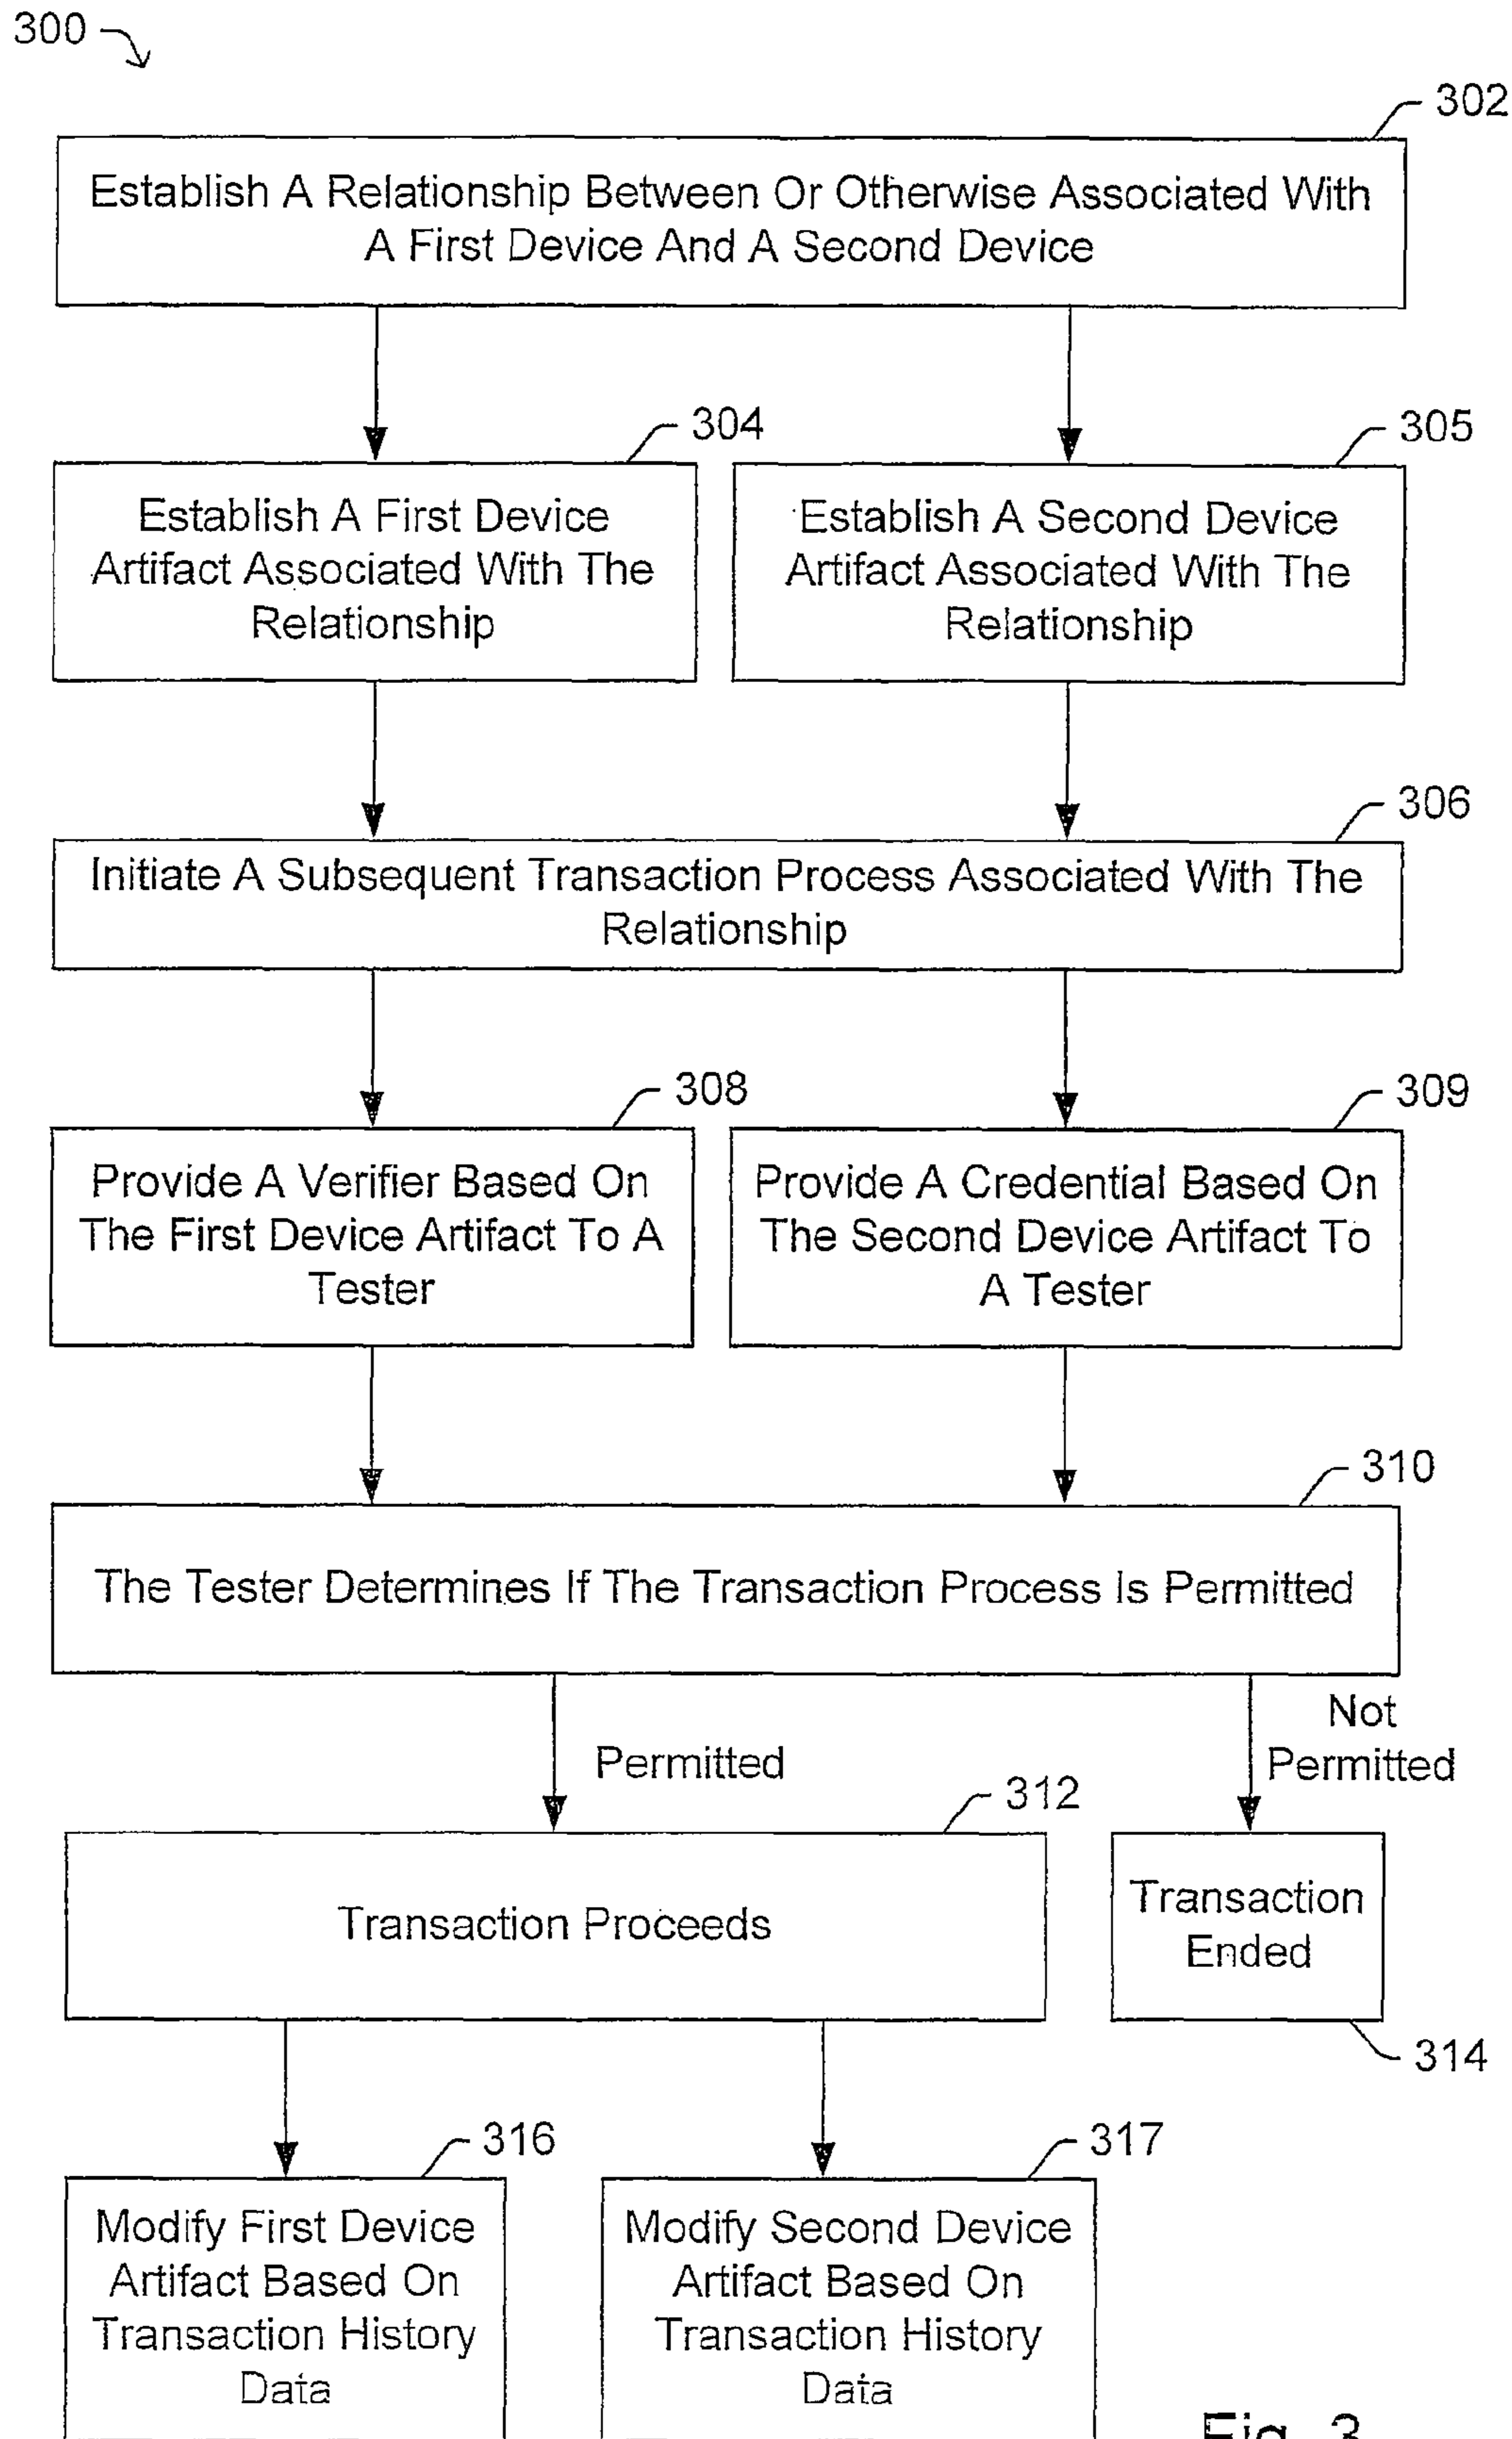 300
302
Establish A Relationship Between Or Otherwise Associated With
A First Device And A Second Device
304
305
Establish A First Device
Artifact Associated With The
Relationship
Establish A Second Device
Artifact Associated With The
Relationship
306
Initiate A Subsequent Transaction Process Associated With The
Relationship
308
309
Provide A Verifier Based On
The First Device Artifact To A
Tester
Provide A Credential Based On
The Second Device Artifact To
A Tester
310
The Tester Determines If The Transaction Process Is Permitted
Permitted
Not
Permitted
312
Transaction Proceeds
Transaction
Ended
314
316
317
Modify First Device
Artifact Based On
Transaction History
Data
Modify Second Device
Artifact Based On
Transaction History
Data
Fig. 3